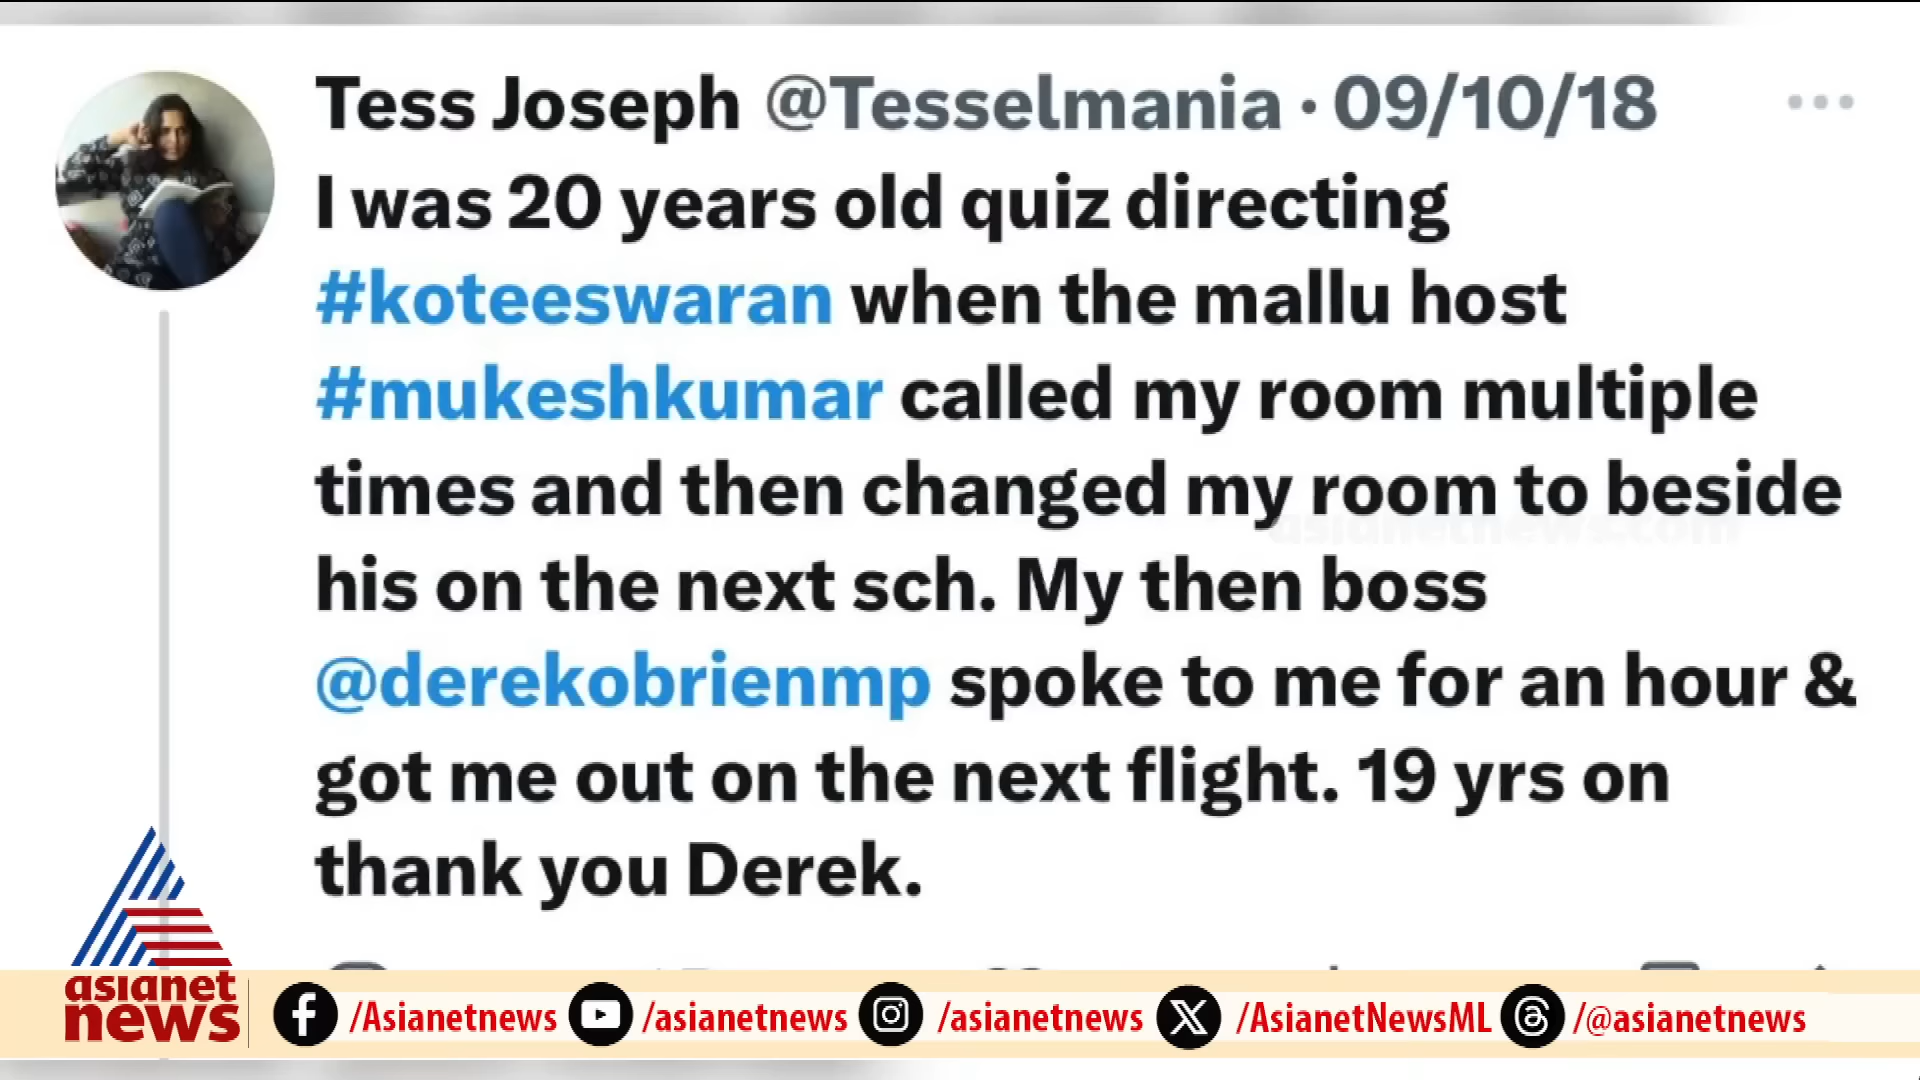 Tess Joseph @Tesselmania · 09/10/18
I was 20 years old quiz directing
#koteeswaran when the mallu host
#mukeshkumar called my room multiple
times and then changed my room to beside
his on the next sch. My then boss
@derekobrienmp spoke to me for an hour &
got me out on the next flight. 19 yrs on
thank you Derek.
asianetnews.com
asianet
news
/Asianetnews /asianetnews /asianetnews /AsianetNewsML /@asianetnews